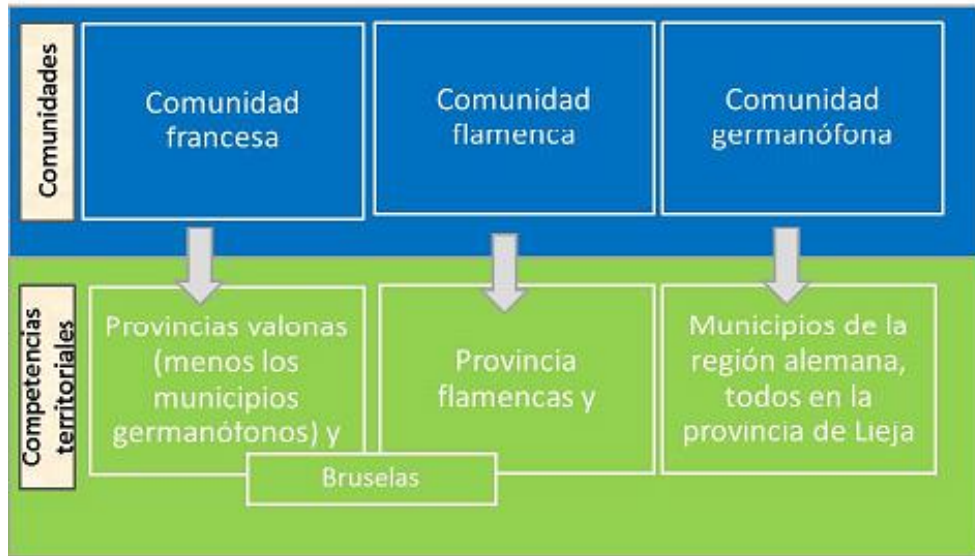 Comunidades
Comunidad
francesa
Comunidad
flamenca
Comunidad
germanófona
Competencias
territoriales
Provincias valonas
(menos los
municipios
germanófonos) y
Provincia
flamencas y
Municipios de la
región alemana,
todos en la
provincia de Lieja
Bruselas